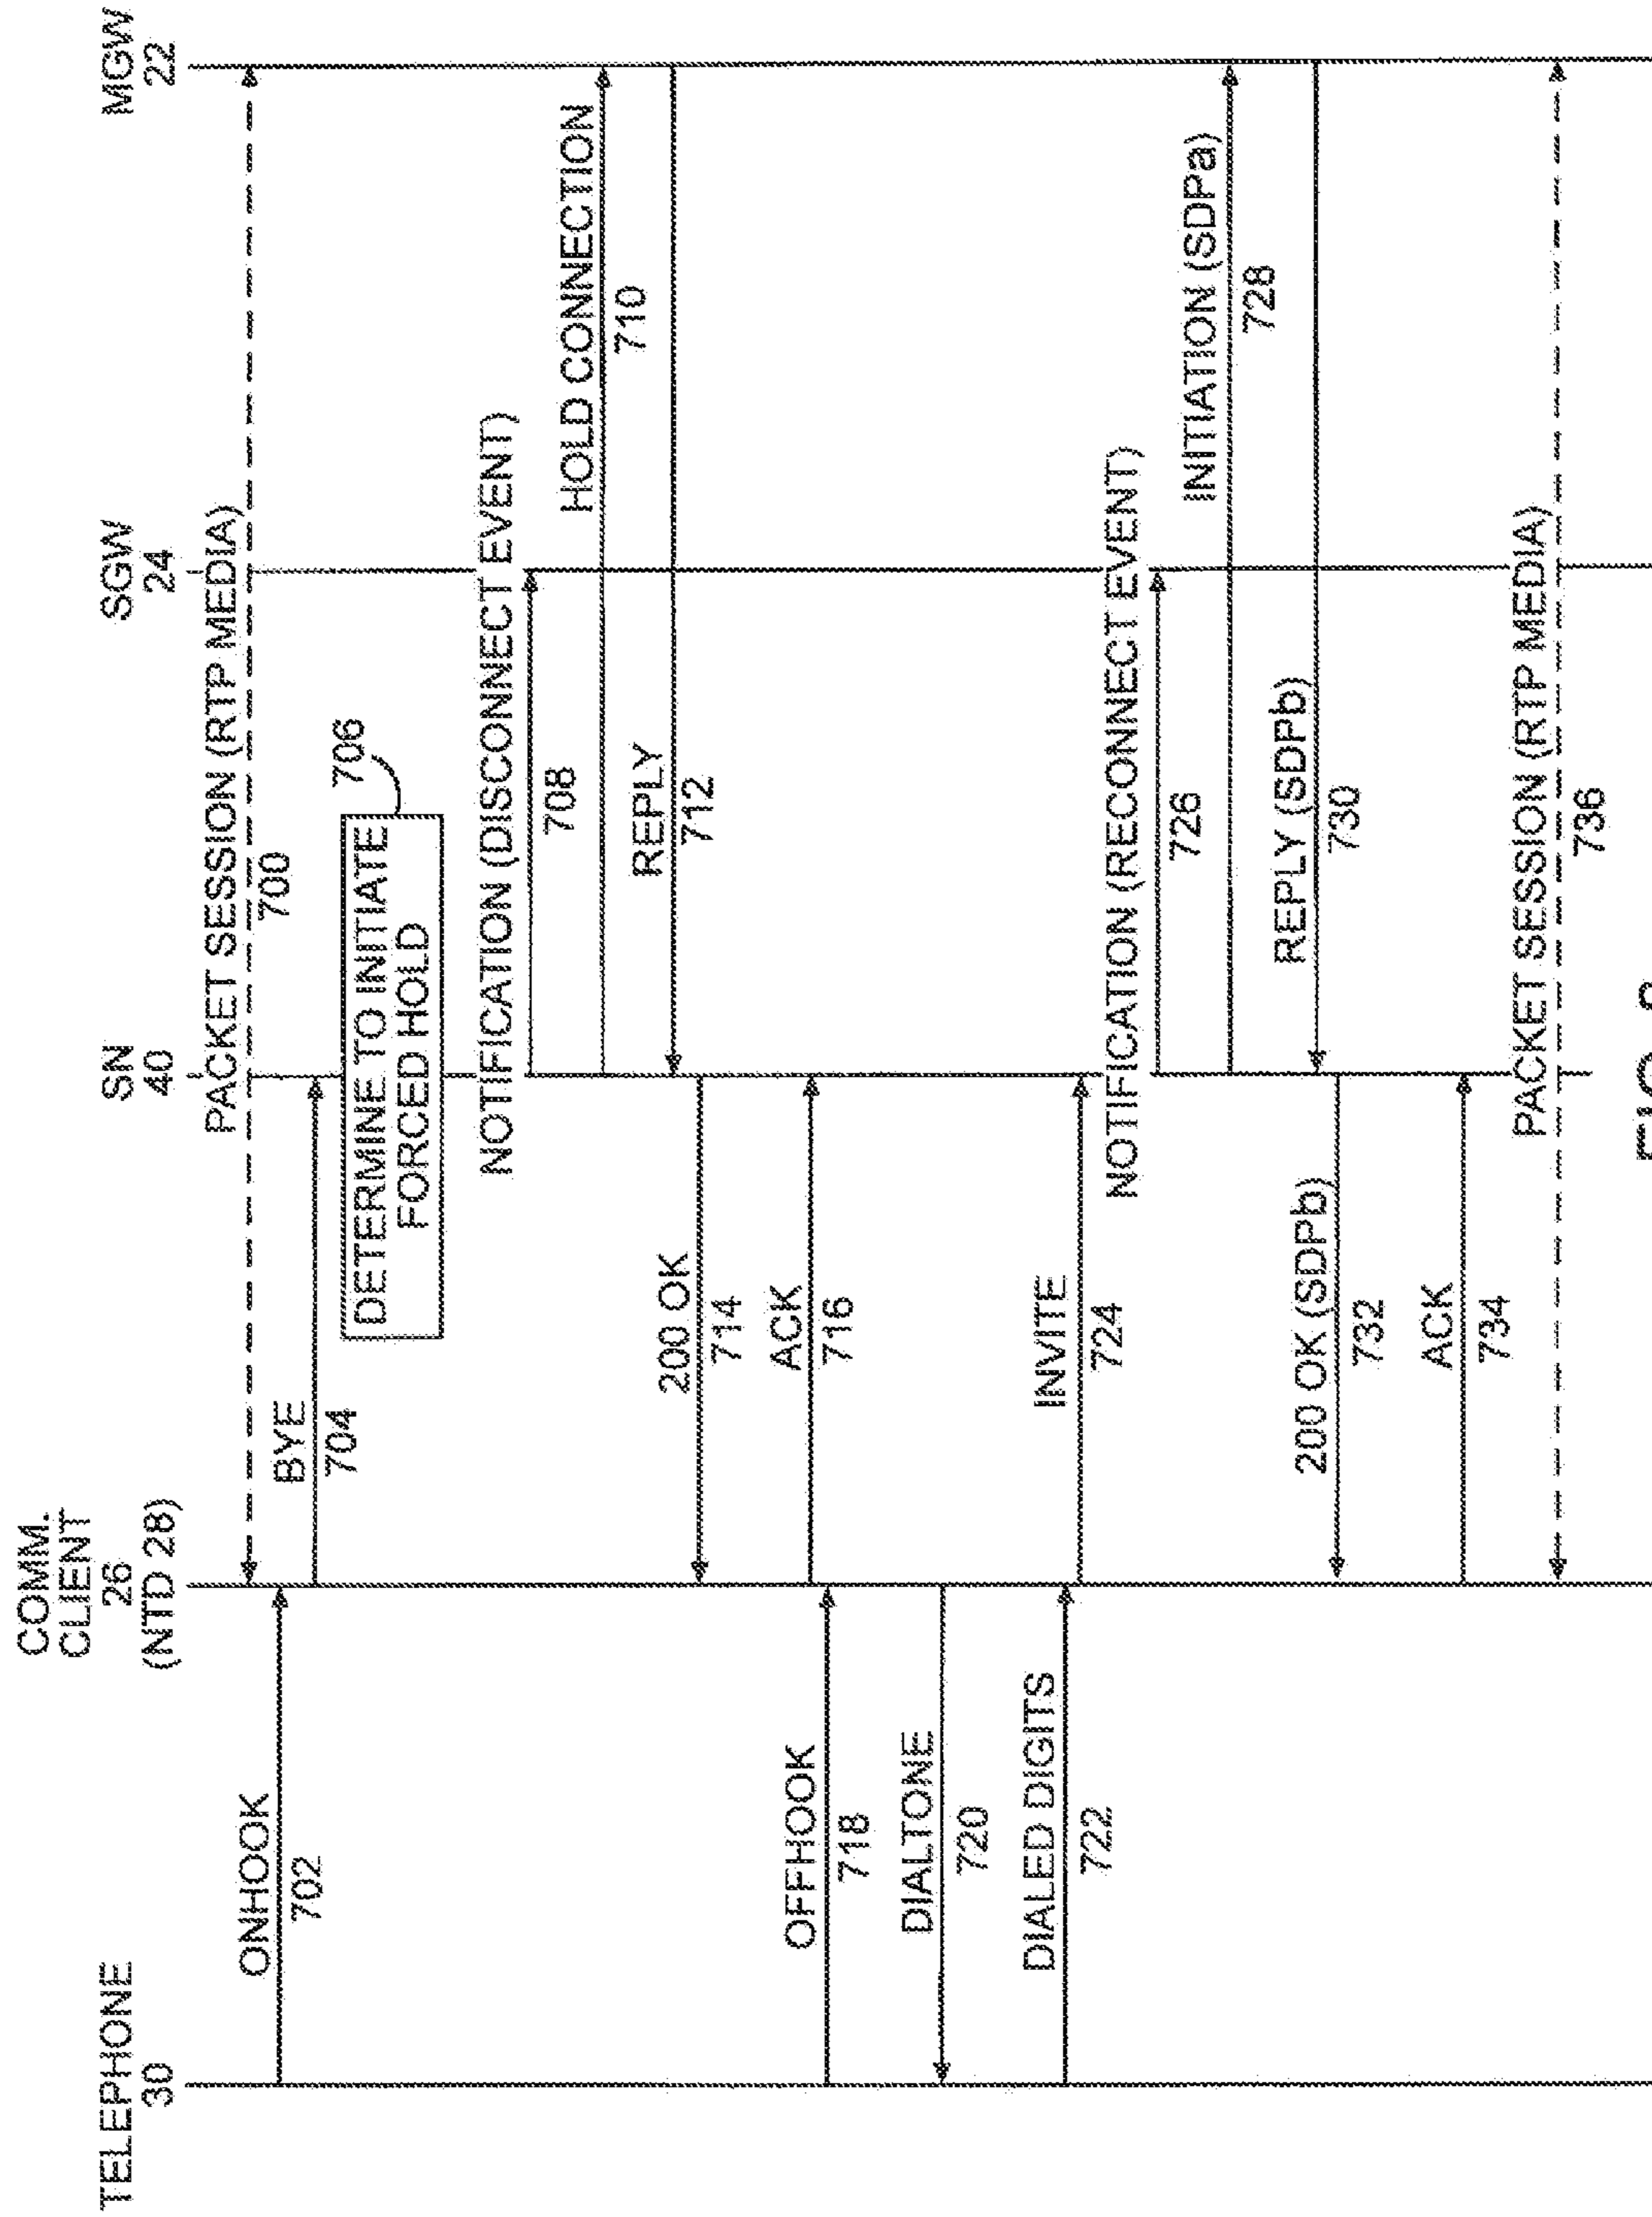 TELEPHONE
30
COMM.
CLIENT
26
(NTD 28)
SN
40
SGW
24
MGW
22
PACKET SESSION (RTP MEDIA)
700
ONHOOK
702
BYE
704
DETERMINE TO INITIATE
FORCED HOLD
706
NOTIFICATION (DISCONNECT EVENT)
708
HOLD CONNECTION
710
REPLY
712
200 OK
714
ACK
716
OFFHOOK
718
DIALTONE
720
DIALED DIGITS
722
INVITE
724
NOTIFICATION (RECONNECT EVENT)
726
INITIATION (SDPa)
728
REPLY (SDPb)
730
200 OK (SDPb)
732
ACK
734
PACKET SESSION (RTP MEDIA)
736